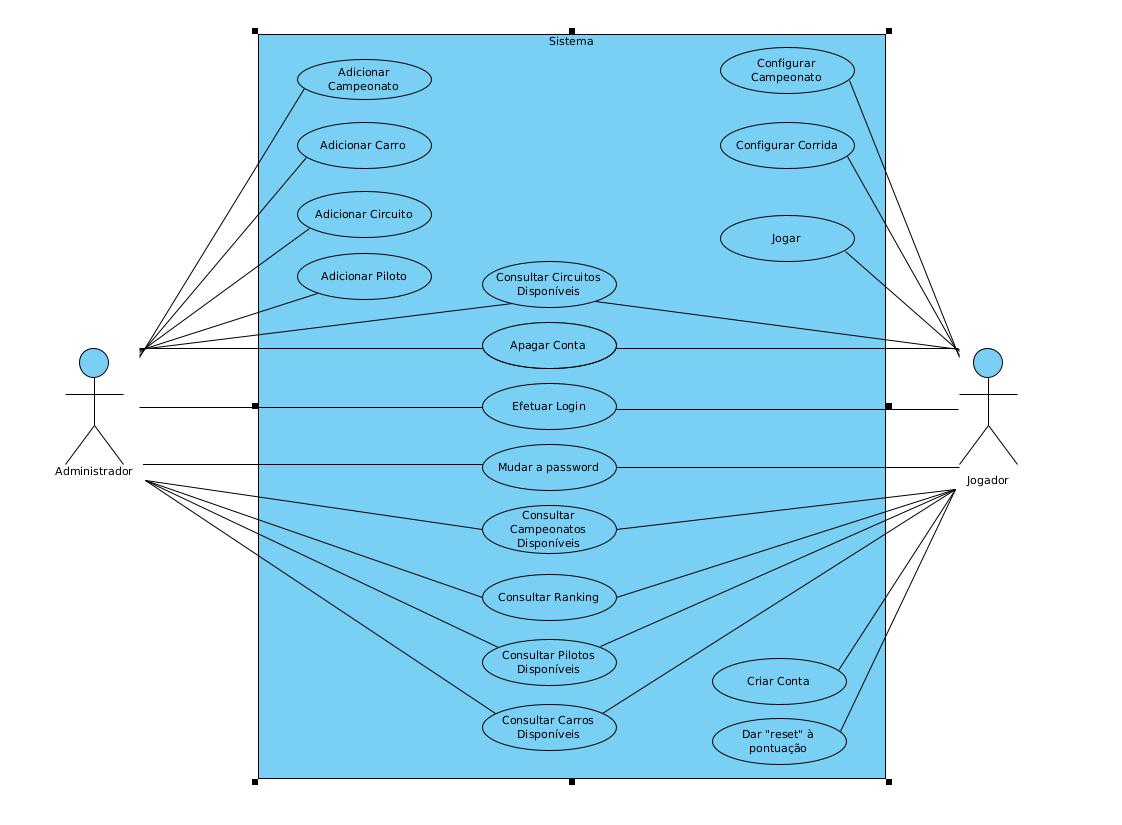 Sistema
Adicionar
Campeonato
Configurar
Campeonato
Adicionar Carro
Configurar Corrida
Adicionar Circuito
Jogar
Adicionar Piloto
Consultar Circuitos
Disponíveis
Apagar Conta
Efetuar Login
Mudar a password
Administrador
Jogador
Consultar
Campeonatos
Disponíveis
Consultar Ranking
Consultar Pilotos
Disponíveis
Criar Conta
Consultar Carros
Disponíveis
Dar "reset" à
pontuação